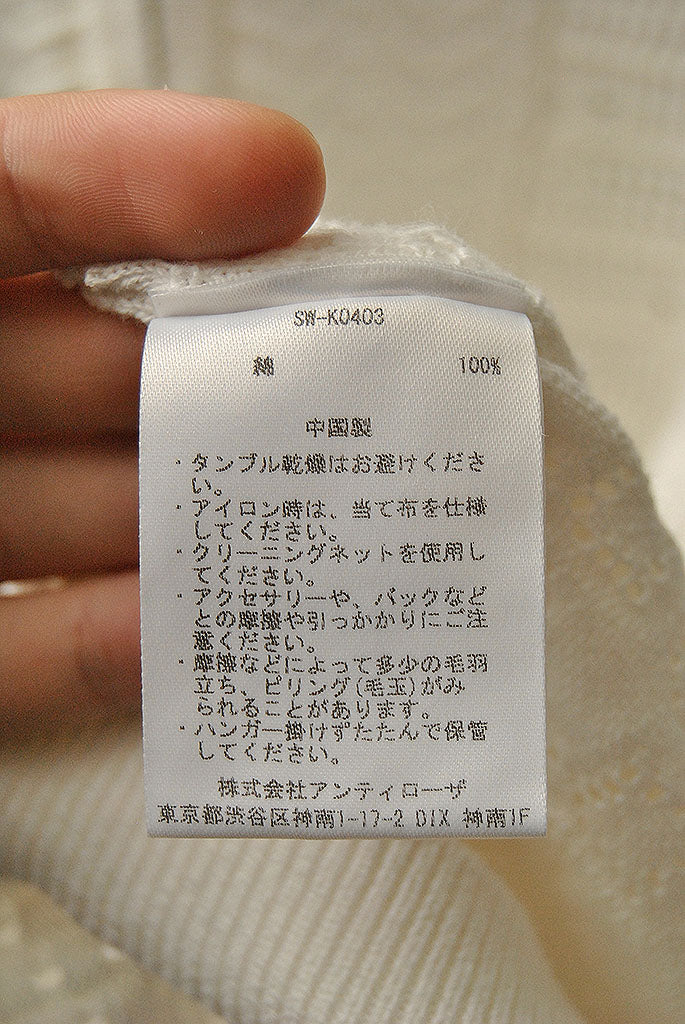 SW-K0403
綿 100%
中国製
・タンブル乾燥はお避けくださ
い。
・アイロン時は、当て布を仕様
してください。
・クリーニングネットを使用し
てください。
・アクセサリーや、バックなど
との摩擦や引っかかりにご注
意ください。
・摩擦などによって多少の毛羽
立ち、ピリング(毛玉)がみ
られることがあります。
・ハンガー掛けずたたんで保管
してください。
株式会社アンティローザ
東京都渋谷区神南1-17-2 DIX 神南1F